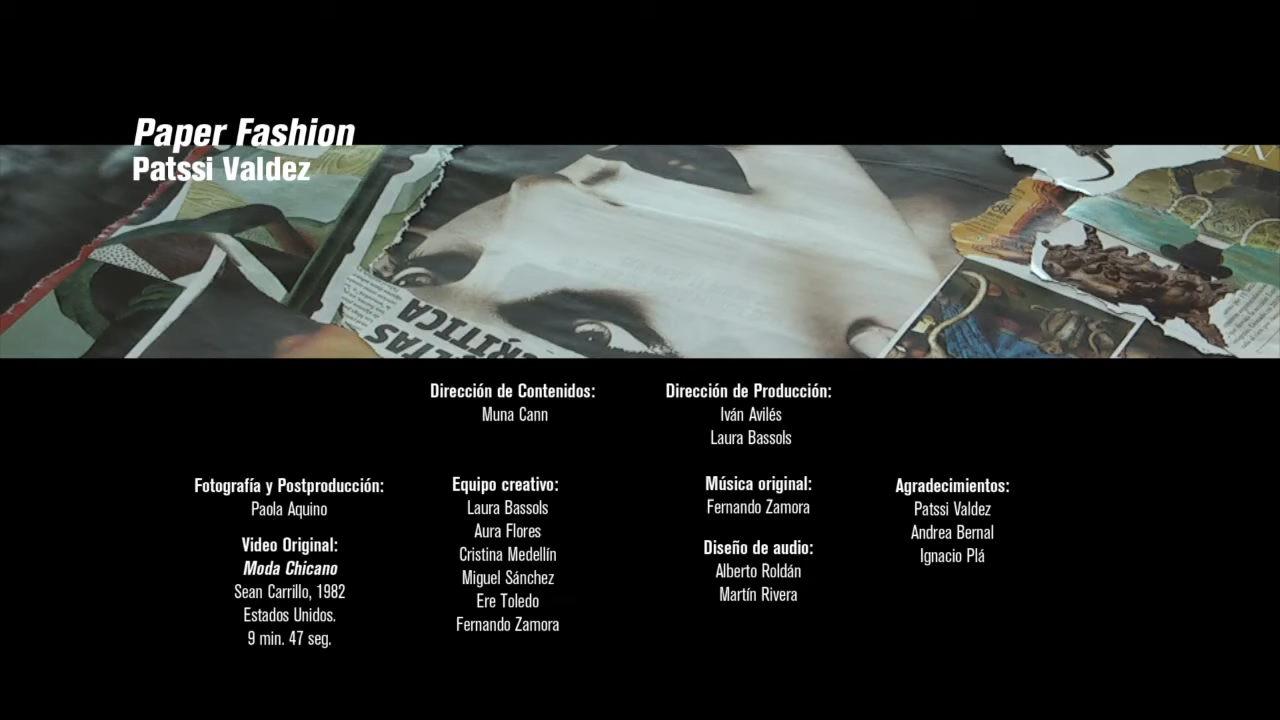 Paper Fashion
Patssi Valdez
CRÍTICA
Dirección de Contenidos:
Muna Cann
Dirección de Producción:
Iván Avilés
Laura Bassols
Fotografía y Postproducción:
Paola Aquino
Video Original:
Moda Chicano
Sean Carrillo, 1982
Estados Unidos.
9 min. 47 seg.
Equipo creativo:
Laura Bassols
Aura Flores
Cristina Medellín
Miguel Sánchez
Ere Toledo
Fernando Zamora
Música original:
Fernando Zamora
Diseño de audio:
Alberto Roldán
Martín Rivera
Agradecimientos:
Patssi Valdez
Andrea Bernal
Ignacio Plá